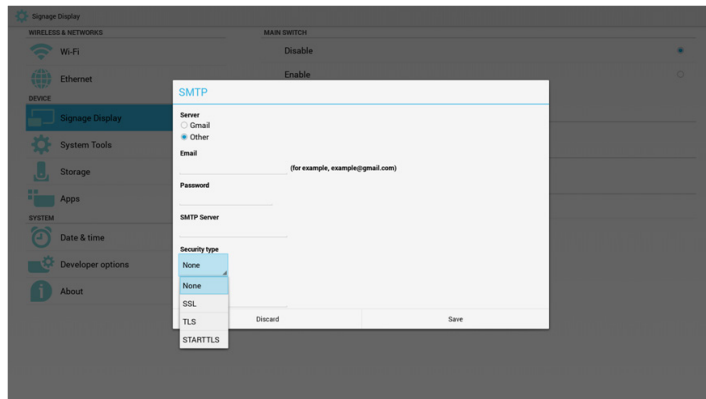 Signage Display
WIRELESS & NETWORKS
Wi-Fi
Ethernet
DEVICE
Signage Display
System Tools
Storage
Apps
SYSTEM
Date & time
Developer options
About
MAIN SWITCH
Disable
Enable
SMTP
Server
Gmail
Other
Email
(for example, example@gmail.com)
Password
SMTP Server
Security type
None
None
SSL
TLS
STARTTLS
Discard
Save